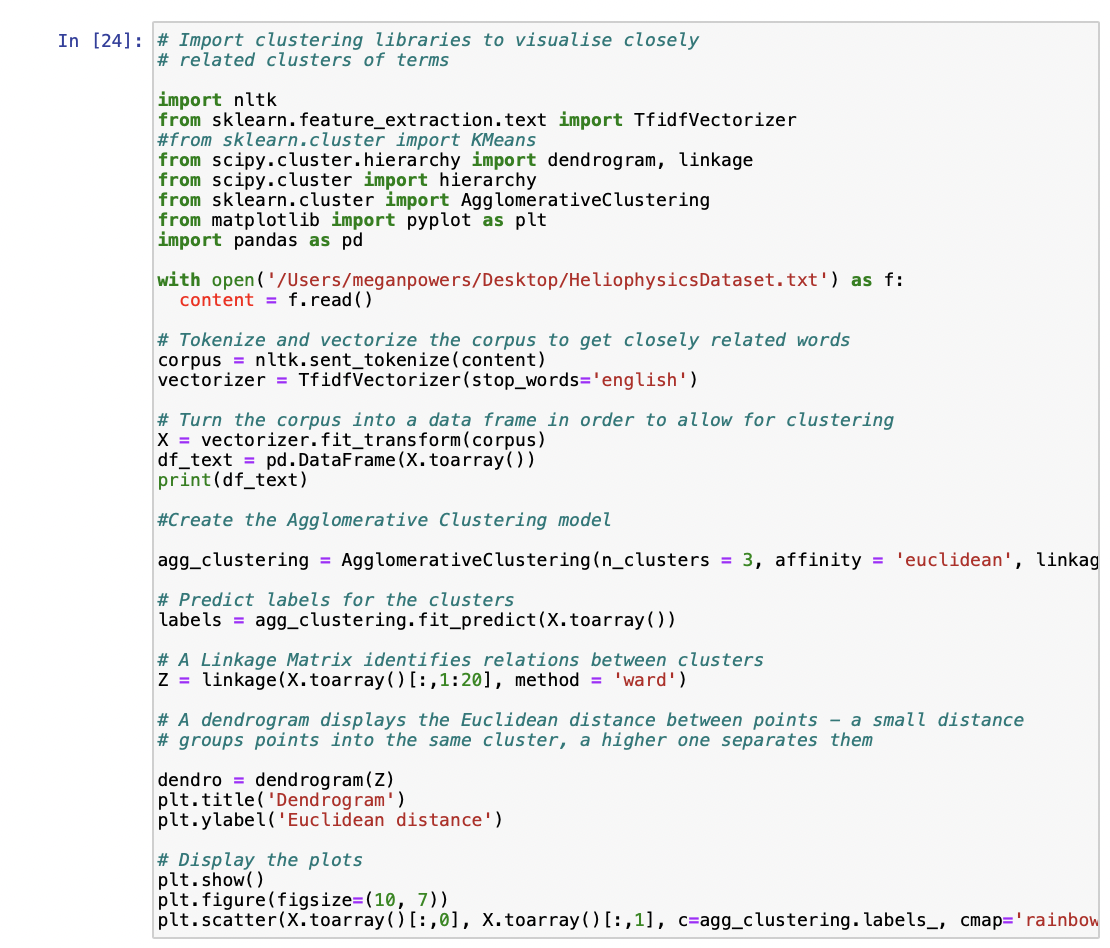 In [24]:
# Import clustering libraries to visualise closely
# related clusters of terms
import nltk
from sklearn.feature_extraction.text import TfidfVectorizer
#from sklearn.cluster import KMeans
from scipy.cluster.hierarchy import dendrogram, linkage
from scipy.cluster import hierarchy
from sklearn.cluster import AgglomerativeClustering
from matplotlib import pyplot as plt
import pandas as pd
with open('/Users/meganpowers/Desktop/HeliophysicsDataset.txt') as f:
  content = f.read()
# Tokenize and vectorize the corpus to get closely related words
corpus = nltk.sent_tokenize(content)
vectorizer = TfidfVectorizer(stop_words='english')
# Turn the corpus into a data frame in order to allow for clustering
X = vectorizer.fit_transform(corpus)
df_text = pd.DataFrame(X.toarray())
print(df_text)
#Create the Agglomerative Clustering model
agg_clustering = AgglomerativeClustering(n_clusters = 3, affinity = 'euclidean', linkag
# Predict labels for the clusters
labels = agg_clustering.fit_predict(X.toarray())
# A Linkage Matrix identifies relations between clusters
Z = linkage(X.toarray()[:,1:20], method = 'ward')
# A dendrogram displays the Euclidean distance between points – a small distance
# groups points into the same cluster, a higher one separates them
dendro = dendrogram(Z)
plt.title('Dendrogram')
plt.ylabel('Euclidean distance')
# Display the plots
plt.show()
plt.figure(figsize=(10, 7))
plt.scatter(X.toarray()[:,0], X.toarray()[:,1], c=agg_clustering.labels_, cmap='rainbow